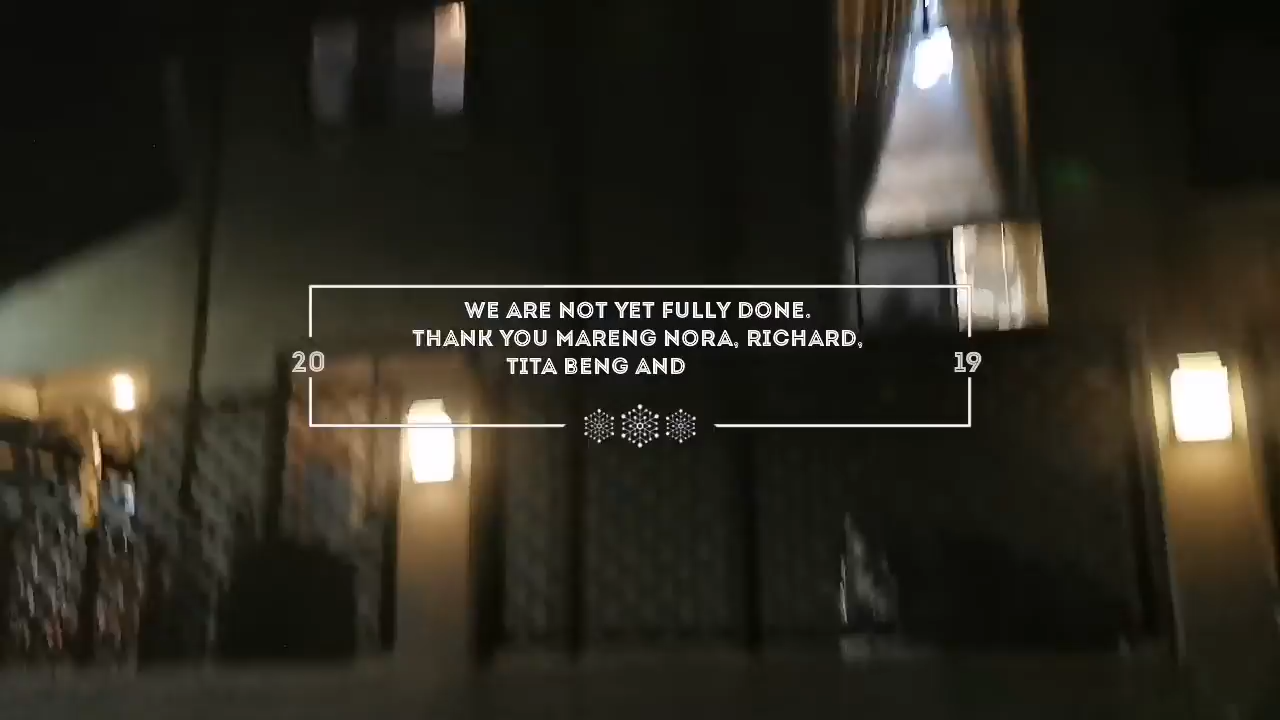 WE ARE NOT YET FULLY DONE.
THANK YOU MARENG NORA, RICHARD,
TITA BENG AND
20 19